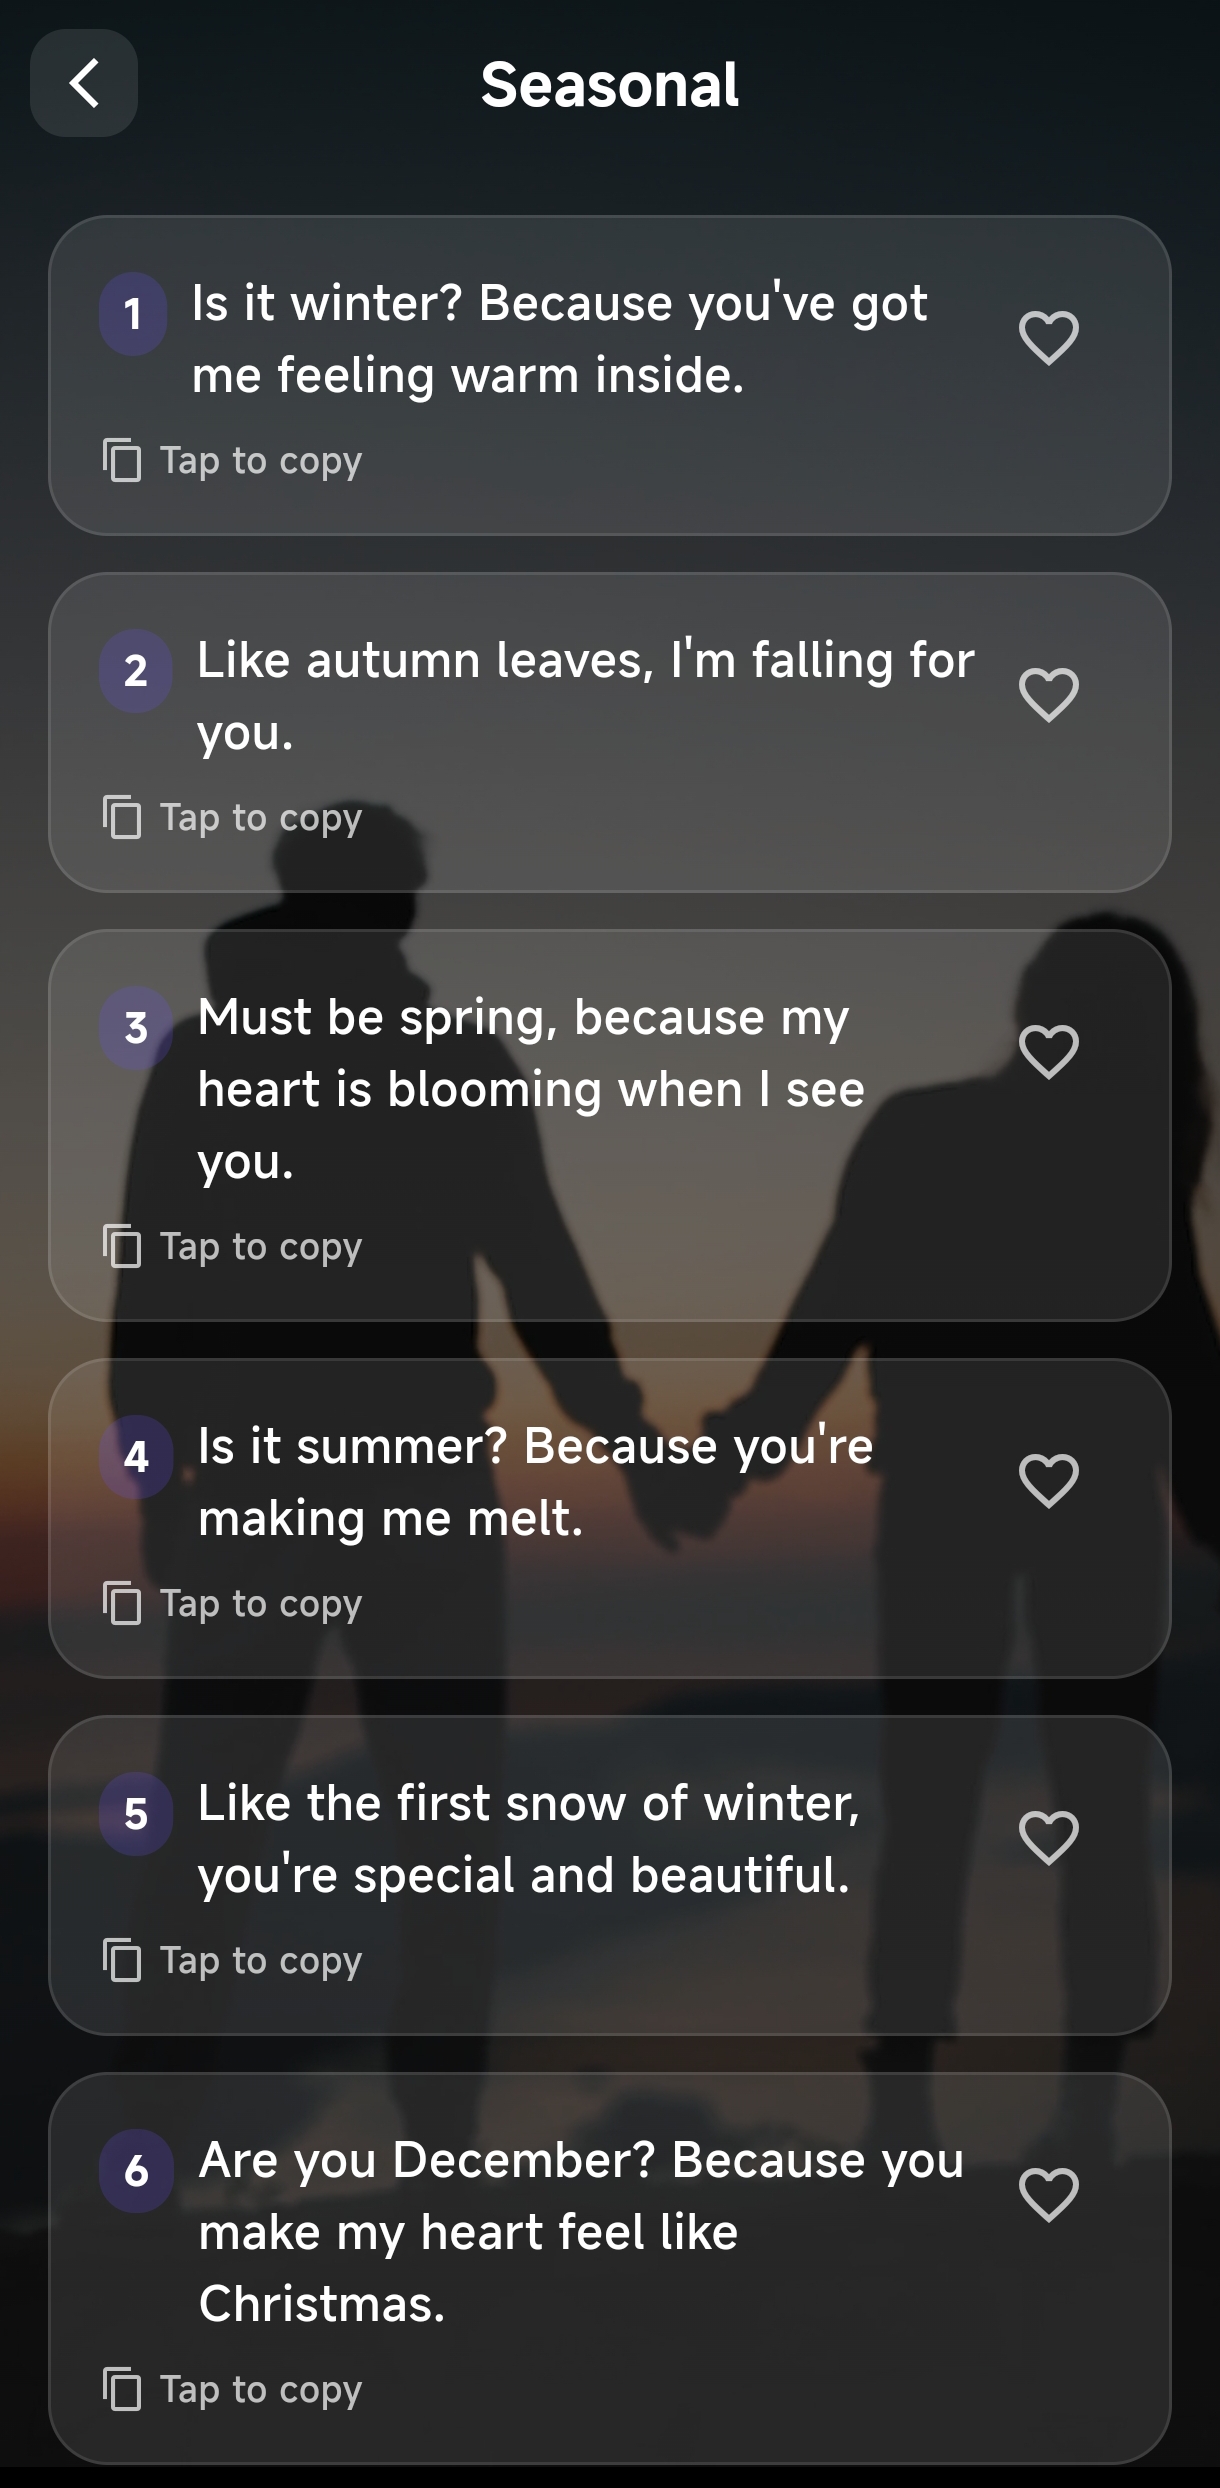 Seasonal
1
Is it winter? Because you've got
me feeling warm inside.
Tap to copy
2
Like autumn leaves, I'm falling for
you.
Tap to copy
3
Must be spring, because my
heart is blooming when I see
you.
Tap to copy
4
Is it summer? Because you're
making me melt.
Tap to copy
5
Like the first snow of winter,
you're special and beautiful.
Tap to copy
6
Are you December? Because you
make my heart feel like
Christmas.
Tap to copy